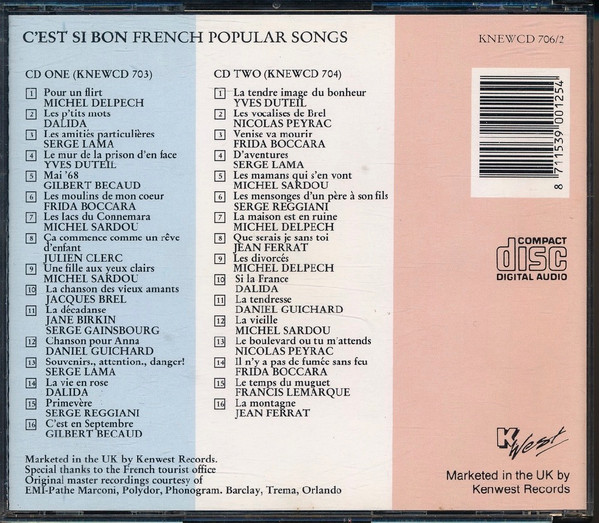 C'EST SI BON FRENCH POPULAR SONGS
KNEWCD 706/2
CD ONE (KNEWCD 703)
1 Pour un flirt
MICHEL DELPECH
2 Les p'tits mots
DALIDA
3 Les amitiés particulières
SERGE LAMA
4 Le mur de la prison d'en face
YVES DUTEIL
5 Mai '68
GILBERT BECAUD
6 Les moulins de mon coeur
FRIDA BOCCARA
7 Les lacs du Connemara
MICHEL SARDOU
8 Ça commence comme un rêve
d'enfant
JULIEN CLERC
9 Une fille aux yeux clairs
MICHEL SARDOU
10 La chanson des vieux amants
JACQUES BREL
11 La décadanse
JANE BIRKIN
SERGE GAINSBOURG
12 Chanson pour Anna
DANIEL GUICHARD
13 Souvenirs., attention., danger!
SERGE LAMA
14 La vie en rose
DALIDA
15 Primevère
SERGE REGGIANI
16 C'est en Septembre
GILBERT BECAUD
CD TWO (KNEWCD 704)
1 La tendre image du bonheur
YVES DUTEIL
2 Les vocalises de Brel
NICOLAS PEYRAC
3 Venise va mourir
FRIDA BOCCARA
4 D'aventures
SERGE LAMA
5 Les mamans qui s'en vont
MICHEL SARDOU
6 Les mensonges d'un père à son fils
SERGE REGGIANI
7 La maison est en ruine
MICHEL DELPECH
8 Que serais je sans toi
JEAN FERRAT
9 Les divorcés
MICHEL DELPECH
10 Si la France
DALIDA
11 La tendresse
DANIEL GUICHARD
12 La vieille
MICHEL SARDOU
13 Le boulevard ou tu m'attends
NICOLAS PEYRAC
14 Il n'y a pas de fumée sans feu
FRIDA BOCCARA
15 Le temps du muguet
FRANCIS LEMARQUE
16 La montagne
JEAN FERRAT
8 711539 001254
COMPACT
disc
DIGITAL AUDIO
K West
Marketed in the UK by
Kenwest Records
Marketed in the UK by Kenwest Records.
Special thanks to the French tourist office
Original master recordings courtesy of
EMI-Pathe Marconi, Polydor, Phonogram. Barclay, Trema, Orlando